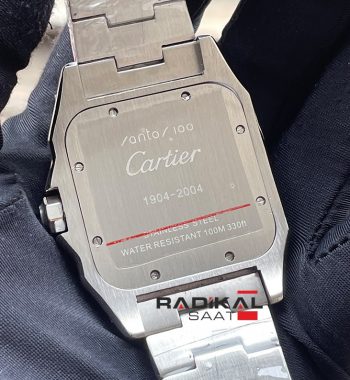 santos 100
Cartier
1904-2004
STAINLESS STEEL
WATER RESISTANT 100M 330ft
RADIKAL
SAAT